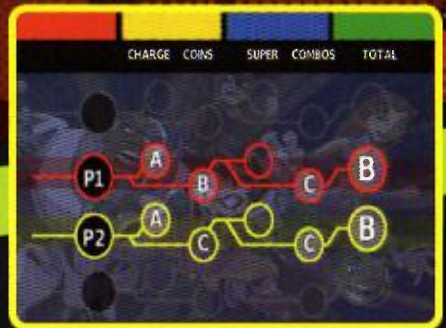 CHARGE COINS SUPER COMBOS TOTAL
P1 A B C B
P2 A C C B